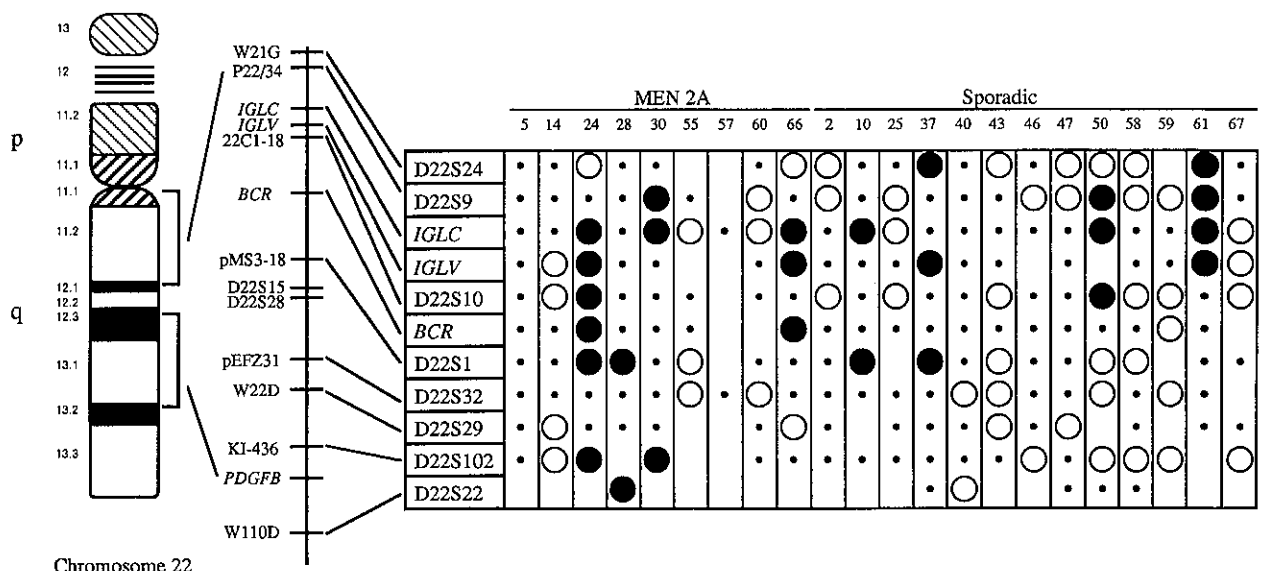 MEN 2A Sporadic
5 14 24 28 30 55 57 60 66 2 10 25 37 40 43 46 47 50 58 59 61 67
p
q
13
12
11.2
11.1
11.1
11.2
12.1
12.2
12.3
13.1
13.2
13.3
Chromosome 22
W21G
P22/34
IGLC
IGLV
22C1-18
BCR
pMS3-18
D22S15
D22S28
pEFZ31
W22D
KI-436
PDGFB
W110D
D22S24
D22S9
IGLC
IGLV
D22S10
BCR
D22S1
D22S32
D22S29
D22S102
D22S22